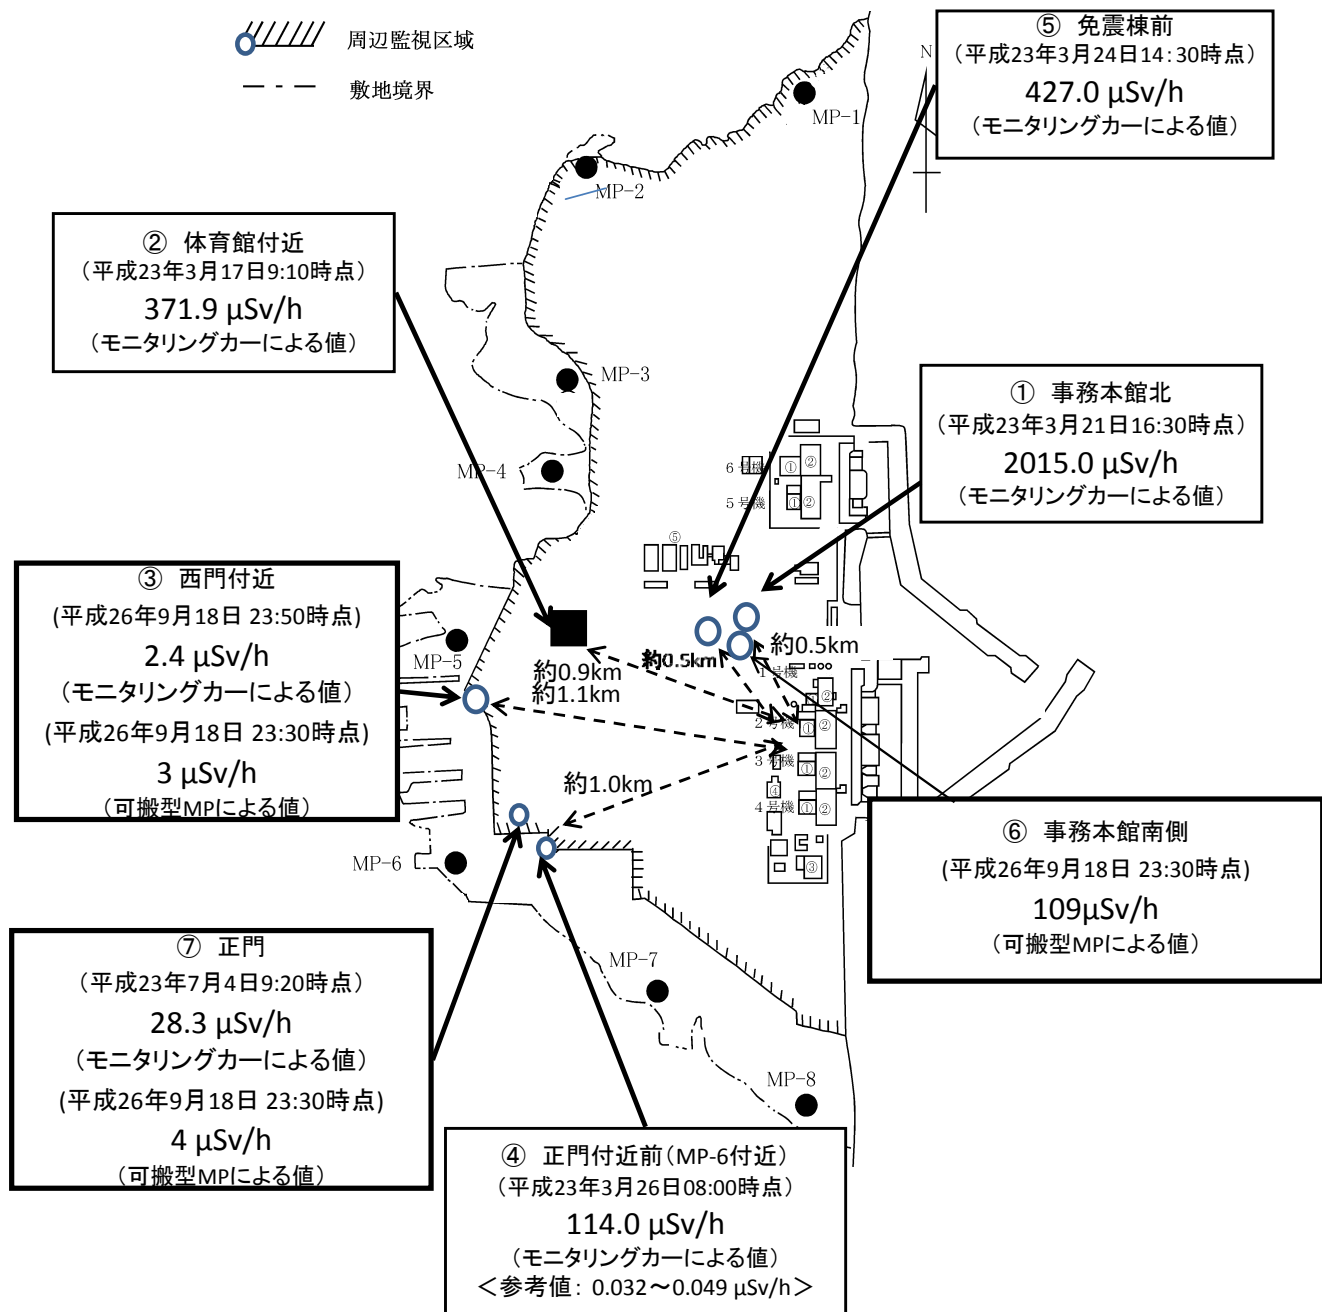 周辺監視区域
敷地境界
⑤ 免震棟前
(平成23年3月24日14:30時点)
427.0 μSv/h
(モニタリングカーによる値)
N
MP-1
MP-2
② 体育館付近
(平成23年3月17日9:10時点)
371.9 μSv/h
(モニタリングカーによる値)
MP-3
MP-4
① 事務本館北
(平成23年3月21日16:30時点)
2015.0 μSv/h
(モニタリングカーによる値)
6号機
① ②
5号機
① ②
⑤
③ 西門付近
(平成26年9月18日 23:50時点)
2.4 μSv/h
(モニタリングカーによる値)
(平成26年9月18日 23:30時点)
3 μSv/h
(可搬型MPによる値)
MP-5
約0.9km
約1.1km
約0.5km
約0.5km
1号機
②
2号機
① ②
3号機
① ②
④
4号機
① ②
③
約1.0km
MP-6
⑥ 事務本館南側
(平成26年9月18日 23:30時点)
109μSv/h
(可搬型MPによる値)
⑦ 正門
(平成23年7月4日9:20時点)
28.3 μSv/h
(モニタリングカーによる値)
(平成26年9月18日 23:30時点)
4 μSv/h
(可搬型MPによる値)
MP-7
MP-8
④ 正門付近前(MP-6付近)
(平成23年3月26日08:00時点)
114.0 μSv/h
(モニタリングカーによる値)
<参考値: 0.032~0.049 μSv/h>